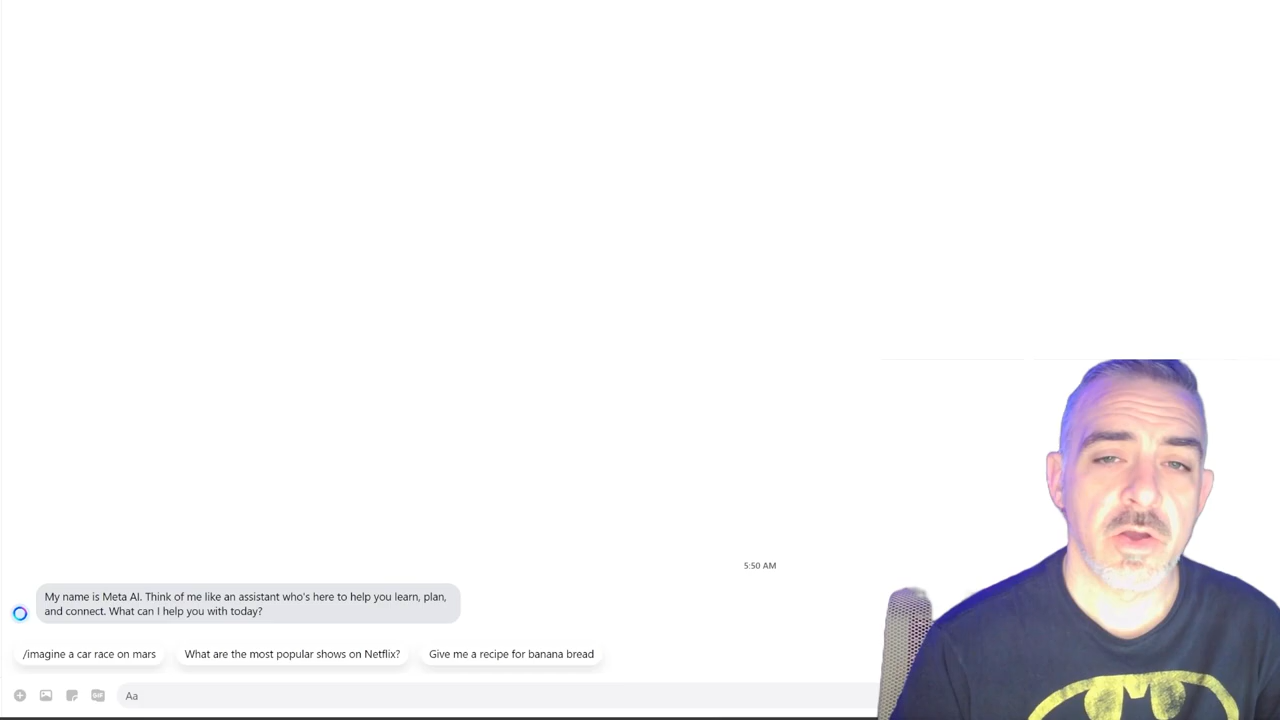 5:50 AM
My name is Meta AI. Think of me like an assistant who's here to help you learn, plan,
and connect. What can I help you with today?
/imagine a car race on mars
What are the most popular shows on Netflix?
Give me a recipe for banana bread
GIF
Aa